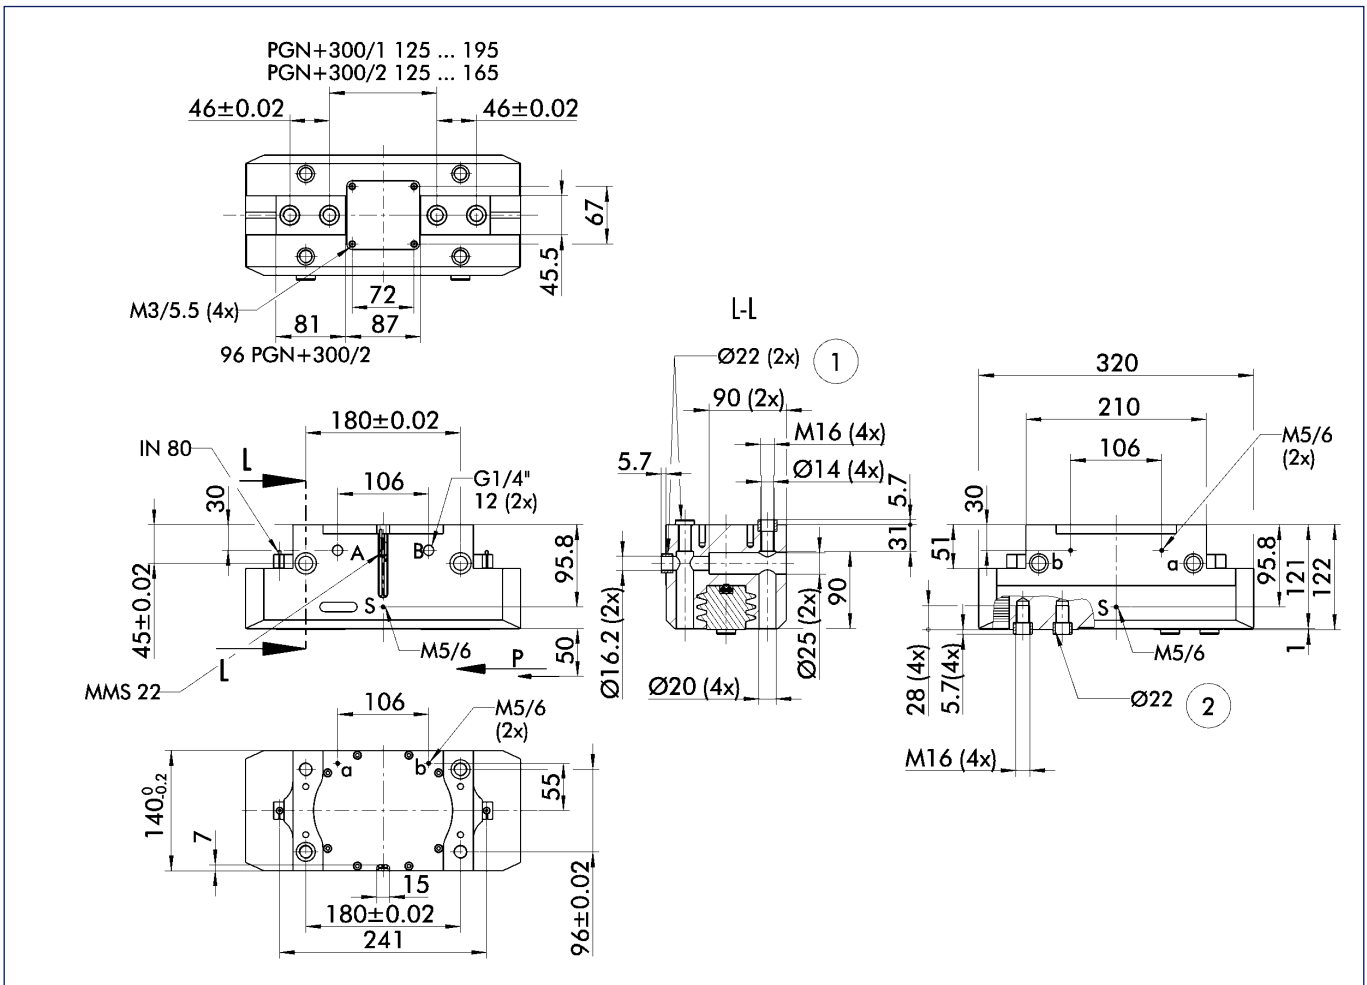 PGN+300/1 125 ... 195
PGN+300/2 125 ... 165
46±0.02
46±0.02
67
45.5
M3/5.5 (4x)
72
81
87
96 PGN+300/2
L-L
Ø22 (2x)
1
90 (2x)
M16 (4x)
5.7
Ø14 (4x)
5.7
31
90
Ø16.2 (2x)
Ø25 (2x)
Ø20 (4x)
320
210
106
M5/6
(2x)
30
51
b
a
S
95.8
121
122
1
28 (4x)
5.7(4x)
M5/6
Ø22
2
M16 (4x)
180±0.02
IN 80
L
30
106
G1/4"
12 (2x)
A
B
45±0.02
95.8
S
M5/6
50
L
P
MMS 22
106
M5/6
(2x)
a
b
55
140 0 -0.2
7
15
96±0.02
180±0.02
241